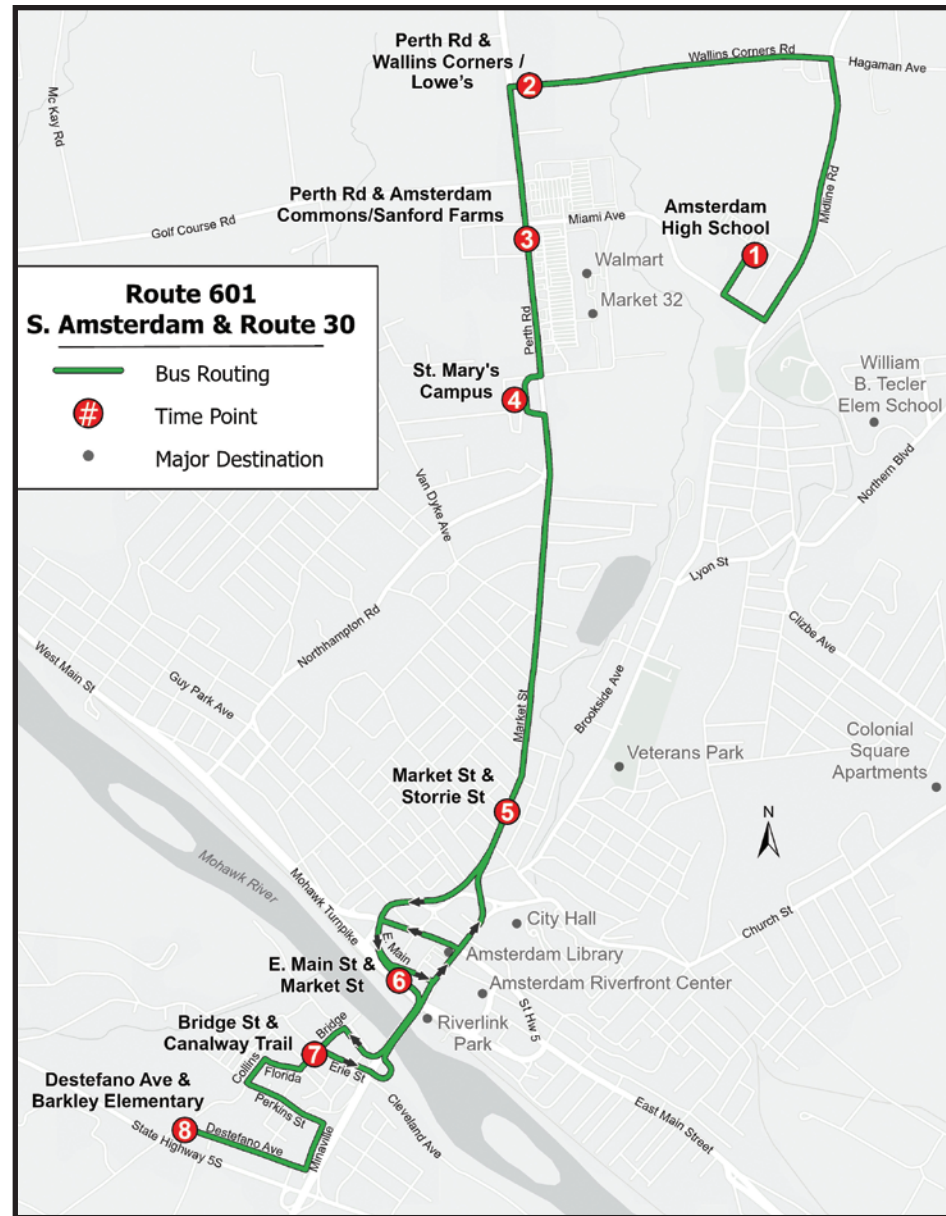 Perth Rd &
Wallins Corners /
Lowe's
2
Wallins Corners Rd
Hagaman Ave
Mc Kay Rd
Midline Rd
Perth Rd & Amsterdam
Commons/Sanford Farms
Golf Course Rd
3
Miami Ave
Amsterdam
High School
1
Walmart
Market 32
Perth Rd
Route 601
S. Amsterdam & Route 30
Bus Routing
# Time Point
Major Destination
St. Mary's
Campus
4
William
B. Tecler
Elem School
Van Dyke Ave
Northern Blvd
Lyon St
Clizbe Ave
Northhampton Rd
West Main St
Guy Park Ave
Market St
Brookside Ave
Veterans Park
Colonial
Square
Apartments
Market St &
Storrie St
5
N
Mohawk River
Mohawk Turnpike
City Hall
Church St
E. Main
Amsterdam Library
E. Main St &
Market St
6
Amsterdam Riverfront Center
St Hw 5
Riverlink
Park
Bridge St &
Canalway Trail
7
Bridge
Erie St
Collins
Florida
Perkins St
Cleveland Ave
East Main Street
Destefano Ave &
Barkley Elementary
8
Destefano Ave
Minaville
State Highway 5S